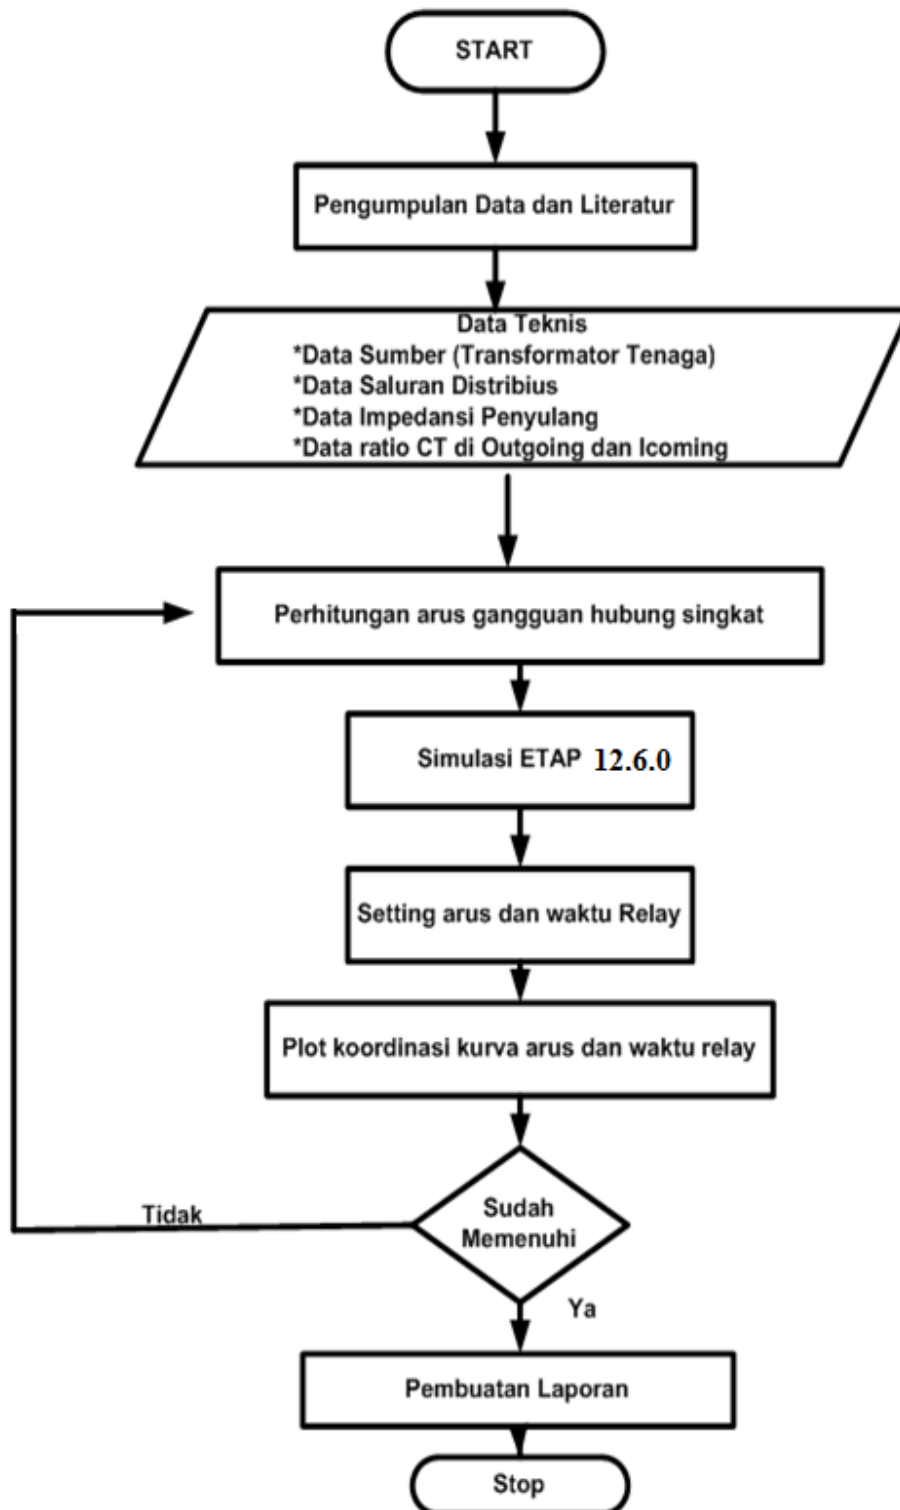 START
Pengumpulan Data dan Literatur
Data Teknis
*Data Sumber (Transformator Tenaga)
*Data Saluran Distribius
*Data Impedansi Penyulang
*Data ratio CT di Outgoing dan Icoming
Perhitungan arus gangguan hubung singkat
Simulasi ETAP 12.6.0
Setting arus dan waktu Relay
Plot koordinasi kurva arus dan waktu relay
Sudah
Memenuhi
Tidak
Ya
Pembuatan Laporan
Stop